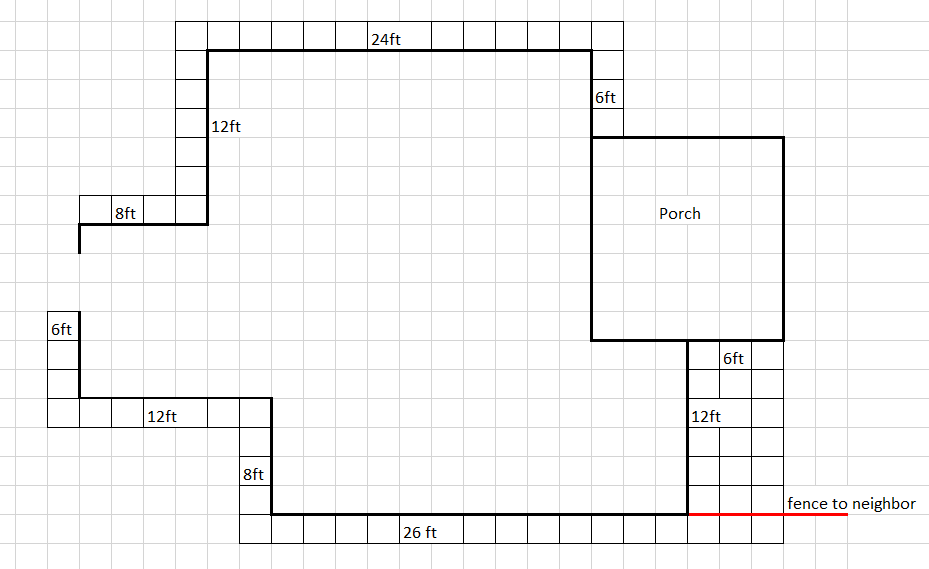 24ft
6ft
12ft
8ft
Porch
6ft
6ft
12ft
12ft
8ft
fence to neighbor
26 ft